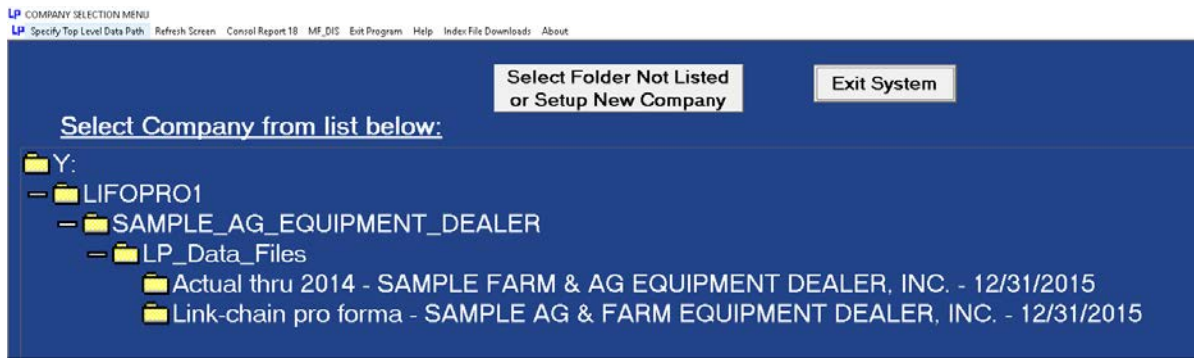 LP COMPANY SELECTION MENU
LP Specify Top Level Data Path Refresh Screen Consol Report 18 MF_DIS Exit Program Help Index File Downloads About
Select Folder Not Listed
or Setup New Company
Exit System
Select Company from list below:
Y:
LIFOPRO1
SAMPLE_AG_EQUIPMENT_DEALER
LP_Data_Files
Actual thru 2014 - SAMPLE FARM & AG EQUIPMENT DEALER, INC. - 12/31/2015
Link-chain pro forma - SAMPLE AG & FARM EQUIPMENT DEALER, INC. - 12/31/2015